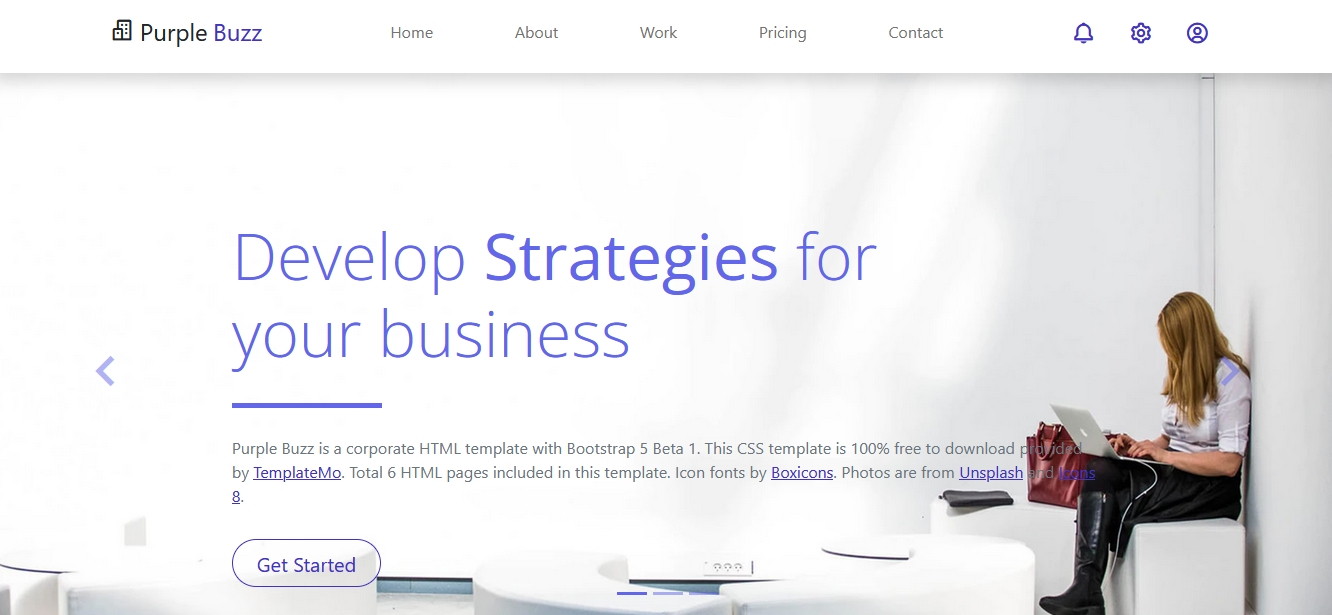 Purple Buzz Home About Work Pricing Contact
Develop Strategies for
your business
Purple Buzz is a corporate HTML template with Bootstrap 5 Beta 1. This CSS template is 100% free to download provided
by TemplateMo. Total 6 HTML pages included in this template. Icon fonts by Boxicons. Photos are from Unsplash and Icons
8.
Get Started